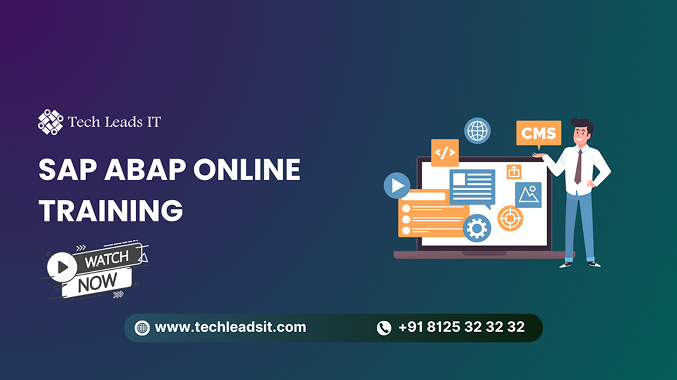 Tech Leads IT
SAP ABAP ONLINE
TRAINING
CMS
</>
WATCH
NOW
www.techleadsit.com
+91 8125 32 32 32